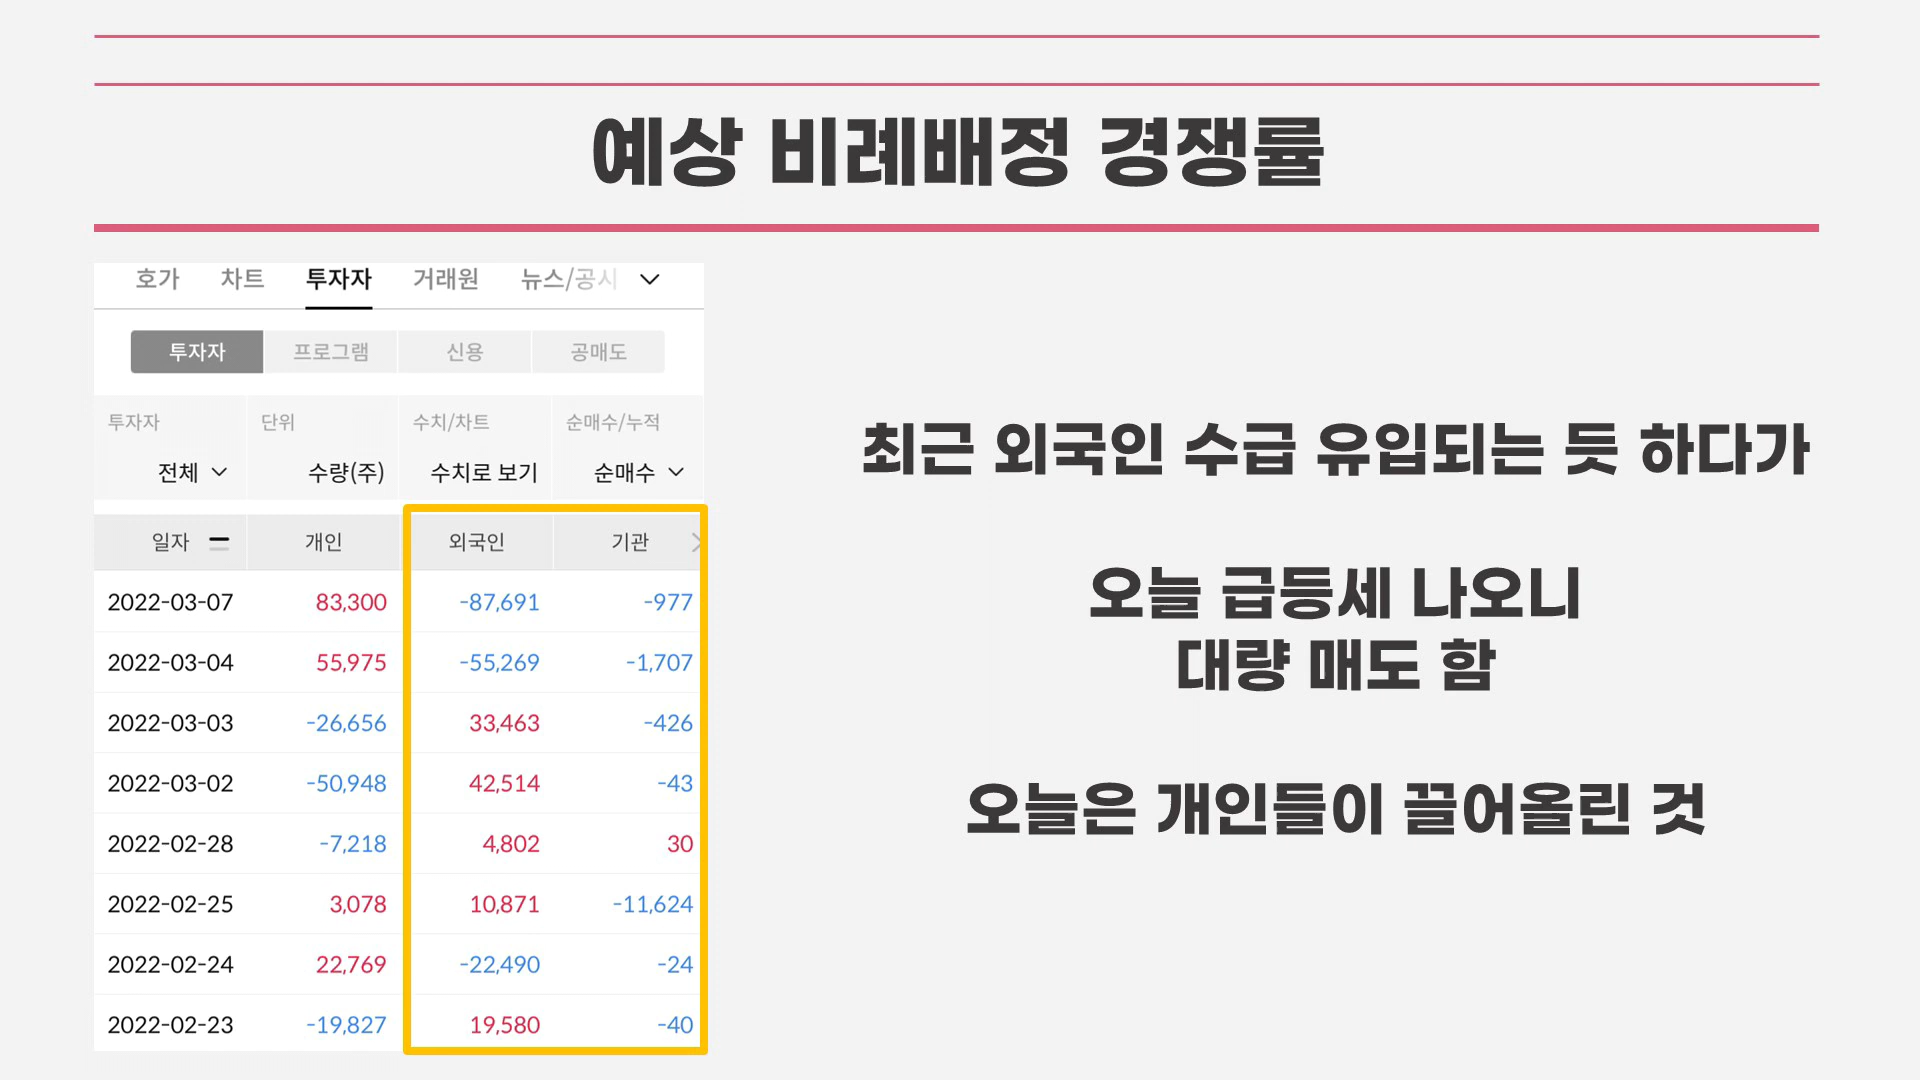 예상 비례배정 경쟁률
호가 차트 투자자 거래원 뉴스/공시
투자자 프로그램 신용 공매도
투자자 단위 수치/차트 순매수/누적
전체 수량(주) 수치로 보기 순매수
일자 개인 외국인 기관
2022-03-07 83,300 -87,691 -977
2022-03-04 55,975 -55,269 -1,707
2022-03-03 -26,656 33,463 -426
2022-03-02 -50,948 42,514 -43
2022-02-28 -7,218 4,802 30
2022-02-25 3,078 10,871 -11,624
2022-02-24 22,769 -22,490 -24
2022-02-23 -19,827 19,580 -40
최근 외국인 수급 유입되는 듯 하다가
오늘 급등세 나오니
대량 매도 함
오늘은 개인들이 끌어올린 것